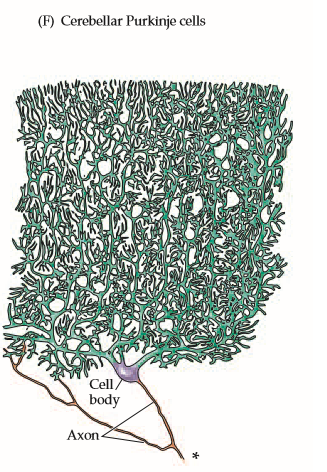 (F) Cerebellar Purkinje cells
Cell
body
Axon
*